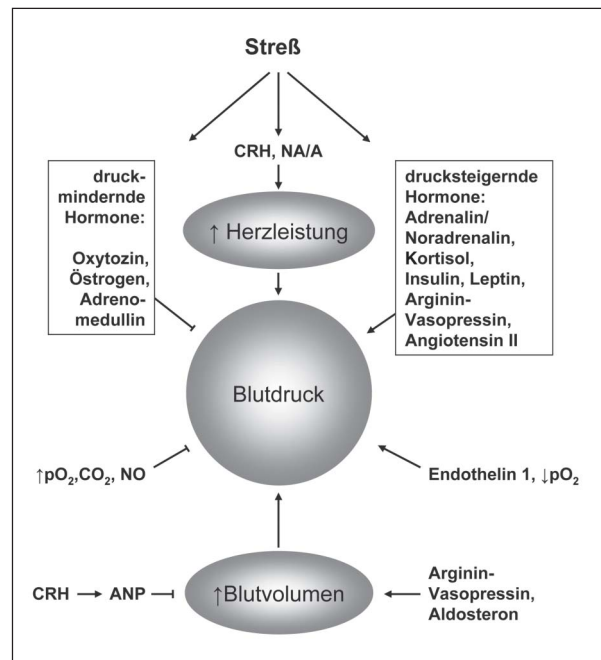 Streß
CRH, NA/A
druck-
mindernde
Hormone:
Oxytozin,
Östrogen,
Adreno-
medullin
↑ Herzleistung
drucksteigernde
Hormone:
Adrenalin/
Noradrenalin,
Kortisol,
Insulin, Leptin,
Arginin-
Vasopressin,
Angiotensin II
Blutdruck
↑pO₂,CO₂, NO
Endothelin 1, ↓pO₂
CRH → ANP
↑Blutvolumen
Arginin-
Vasopressin,
Aldosteron